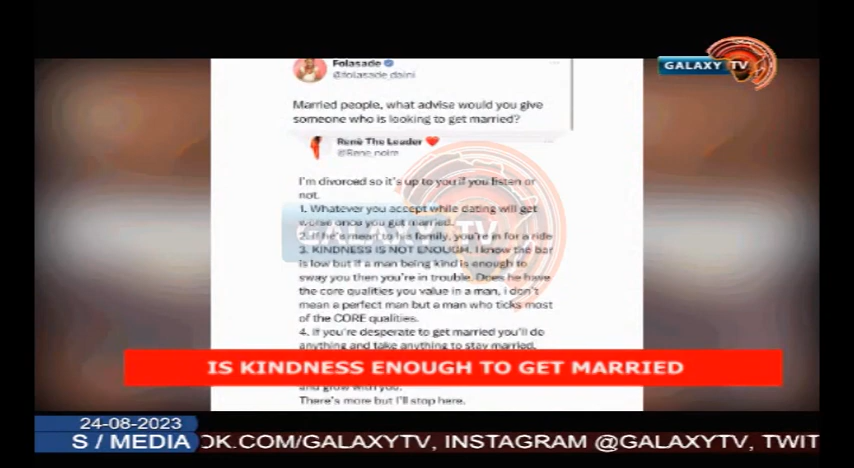 GALAXY TV
Folasade
@folasade_daini
Married people, what advise would you give
someone who is looking to get married?
Renè The Leader ❤
@Rene_noire
I'm divorced so it's up to you if you listen or
not.
1. Whatever you accept while dating will get
worse once you get married.
2. If he's mean to his family, you're in for a ride
3. KINDNESS IS NOT ENOUGH. I know the bar
is low but if a man being kind is enough to
sway you then you're in trouble. Does he have
the core qualities you value in a man, i don't
mean a perfect man but a man who ticks most
of the CORE qualities.
4. If you're desperate to get married you'll do
anything and take anything to stay married.
GALAXY TV
IS KINDNESS ENOUGH TO GET MARRIED
and grow with you.
There's more but I'll stop here.
24-08-2023
S / MEDIA
OK.COM/GALAXYTV, INSTAGRAM @GALAXYTV, TWIT